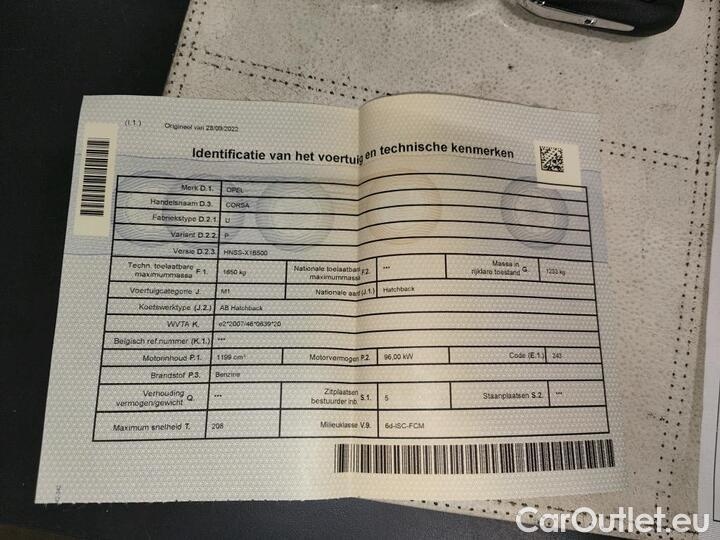 (I.1.) Origineel van 28/09/2022
Identificatie van het voertuig en technische kenmerken
Merk D.1. OPEL
Handelsnaam D.3. CORSA
Fabriekstype D.2.1. U
Variant D.2.2. P
Versie D.2.3. HNSS-X1B500
Techn. toelaatbare maximummassa F.1. 1650 kg Nationale toelaatbare maximummassa F.2. *** Massa in rijklare toestand G. 1233 kg
Voertuigcategorie J. M1 Nationale aard (J.1.) Hatchback
Koetswerktype (J.2.) AB Hatchback
WVTA K. e2*2007/46*0639*20
Belgisch ref.nummer (K.1.) ***
Motorinhoud P.1. 1199 cm³ Motorvermogen P.2. 96,00 kW Code (E.1.) 243
Brandstof P.3. Benzine
Verhouding vermogen/gewicht Q. *** Zitplaatsen bestuurder inb. S.1. 5 Staanplaatsen S.2. ***
Maximum snelheid T. 208 Milieuklasse V.9. 6d-ISC-FCM
CarOutlet.eu